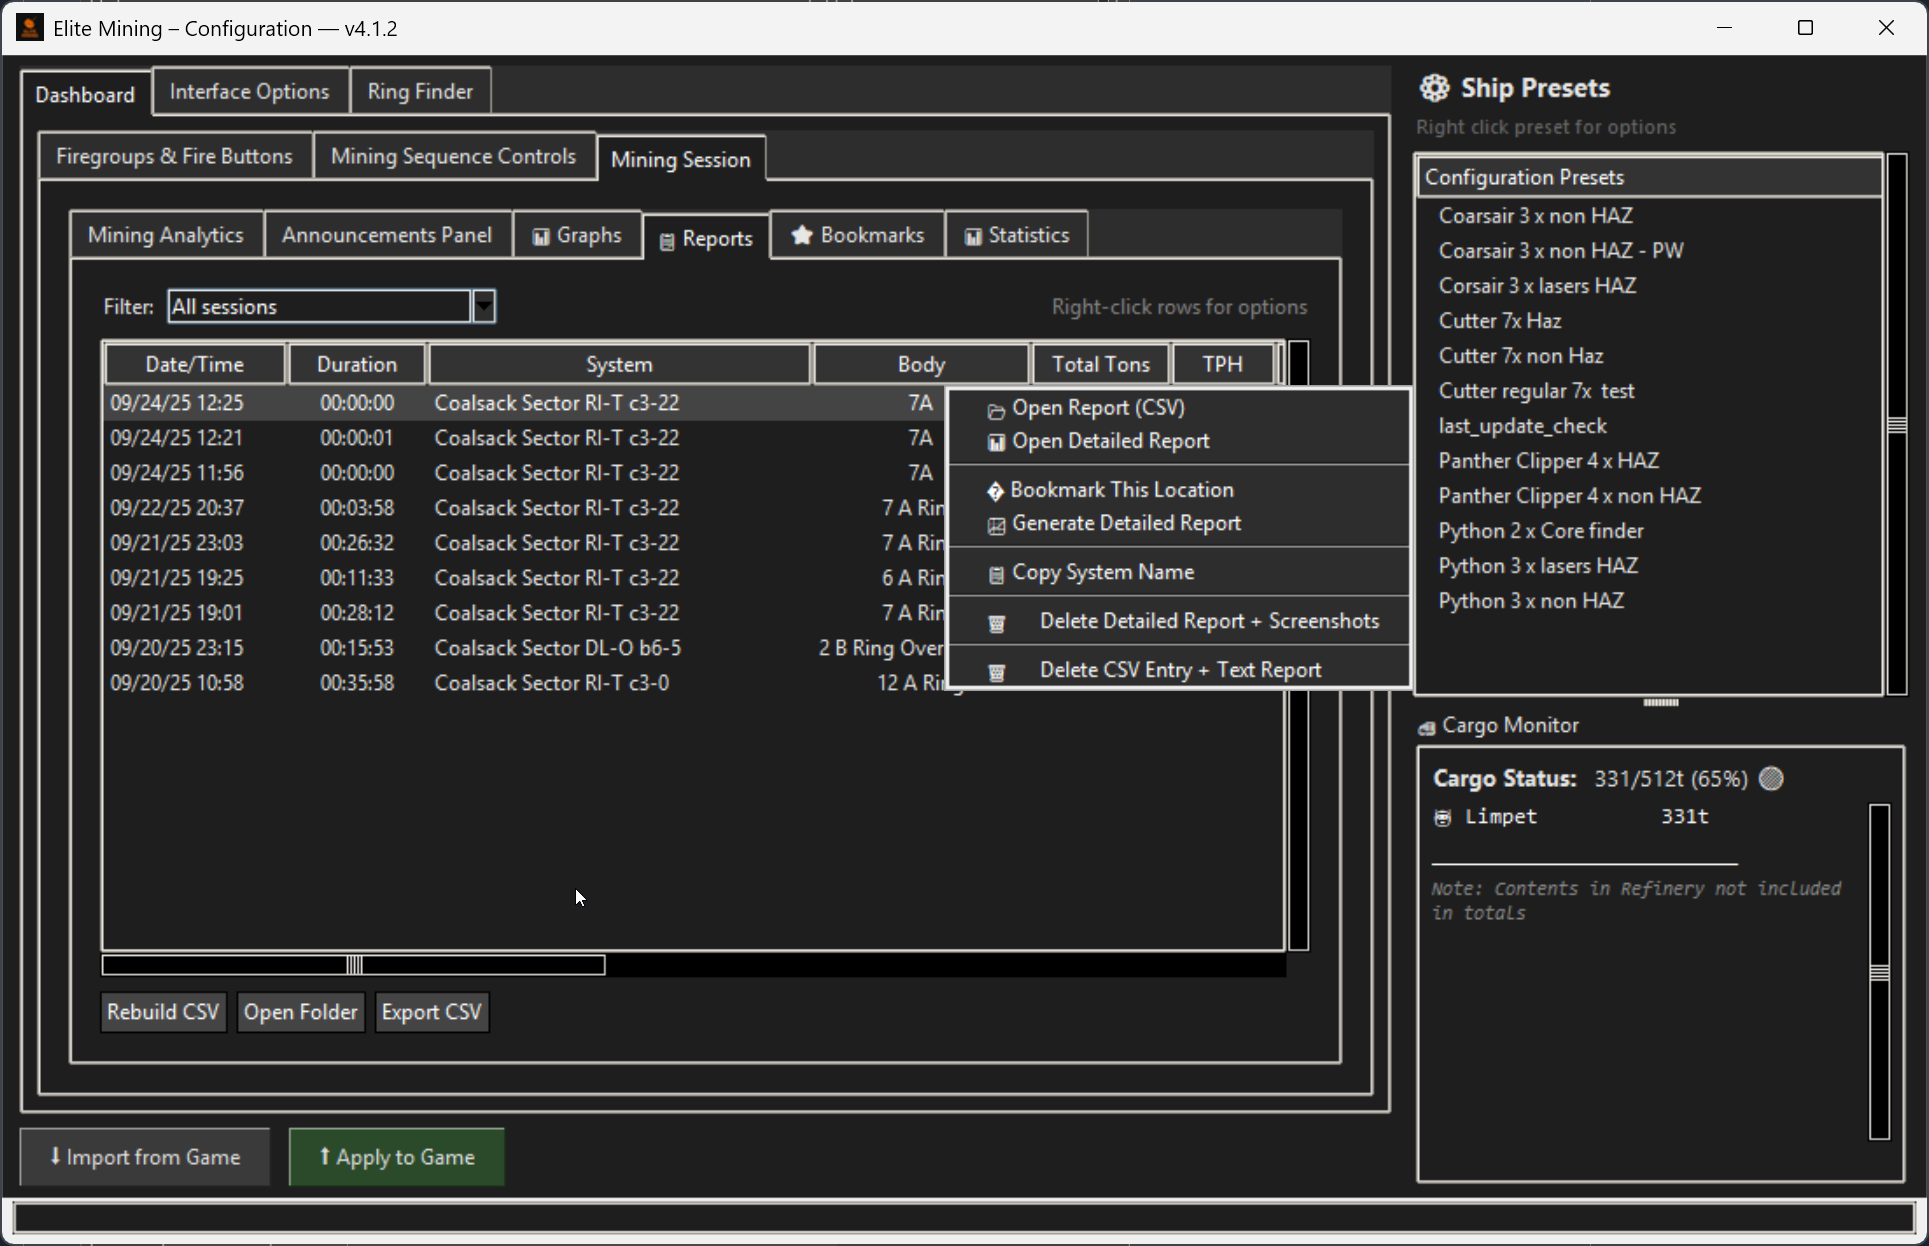 Elite Mining – Configuration — v4.1.2
Dashboard
Interface Options
Ring Finder
Firegroups & Fire Buttons
Mining Sequence Controls
Mining Session
Mining Analytics
Announcements Panel
Graphs
Reports
Bookmarks
Statistics
Filter: All sessions
Right-click rows for options
Date/Time Duration System Body Total Tons TPH
09/24/25 12:25 00:00:00 Coalsack Sector RI-T c3-22 7A
09/24/25 12:21 00:00:01 Coalsack Sector RI-T c3-22 7A
09/24/25 11:56 00:00:00 Coalsack Sector RI-T c3-22 7A
09/22/25 20:37 00:03:58 Coalsack Sector RI-T c3-22 7 A Rin
09/21/25 23:03 00:26:32 Coalsack Sector RI-T c3-22 7 A Rin
09/21/25 19:25 00:11:33 Coalsack Sector RI-T c3-22 6 A Rin
09/21/25 19:01 00:28:12 Coalsack Sector RI-T c3-22 7 A Rin
09/20/25 23:15 00:15:53 Coalsack Sector DL-O b6-5 2 B Ring Over
09/20/25 10:58 00:35:58 Coalsack Sector RI-T c3-0 12 A Ring
Open Report (CSV)
Open Detailed Report
Bookmark This Location
Generate Detailed Report
Copy System Name
Delete Detailed Report + Screenshots
Delete CSV Entry + Text Report
Rebuild CSV
Open Folder
Export CSV
Import from Game
Apply to Game
Ship Presets
Right click preset for options
Configuration Presets
Coarsair 3 x non HAZ
Coarsair 3 x non HAZ - PW
Corsair 3 x lasers HAZ
Cutter 7x Haz
Cutter 7x non Haz
Cutter regular 7x  test
last_update_check
Panther Clipper 4 x HAZ
Panther Clipper 4 x non HAZ
Python 2 x Core finder
Python 3 x lasers HAZ
Python 3 x non HAZ
Cargo Monitor
Cargo Status: 331/512t (65%)
Limpet 331t
Note: Contents in Refinery not included
in totals